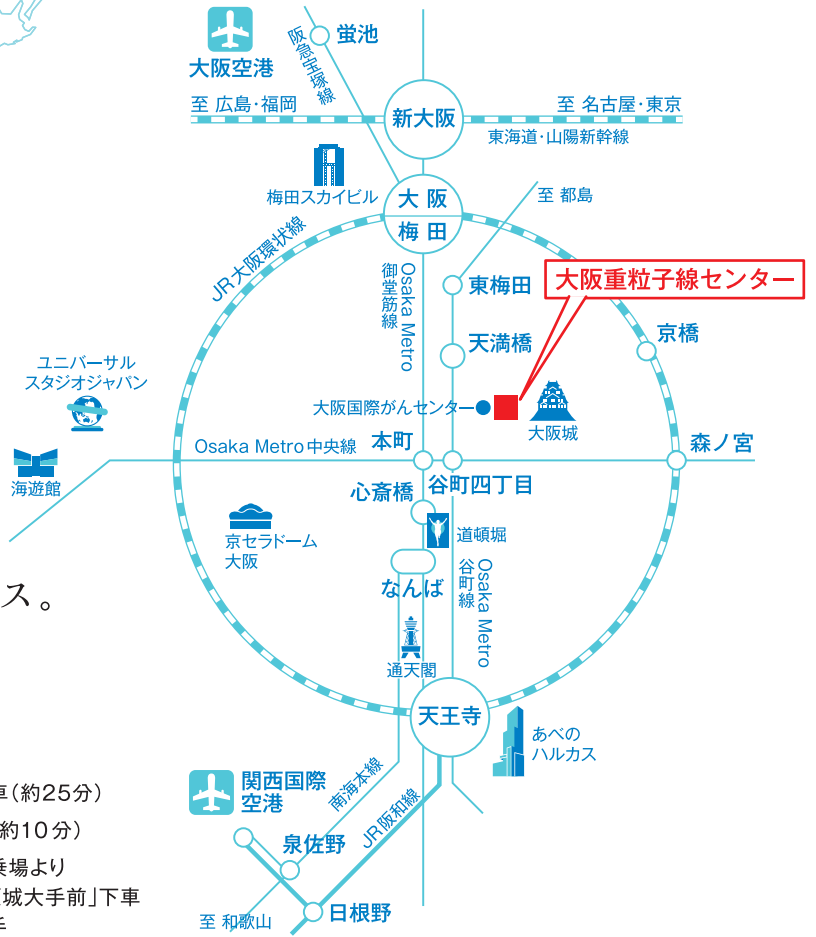 蛍池
大阪空港
阪急宝塚線
至 広島・福岡
至 名古屋・東京
新大阪
東海道・山陽新幹線
梅田スカイビル
大阪
梅田
至 都島
JR大阪環状線
Osaka Metro
御堂筋線
東梅田
大阪重粒子線センター
天満橋
京橋
ユニバーサル
スタジオジャパン
大阪国際がんセンター
大阪城
Osaka Metro 中央線
本町
森ノ宮
海遊館
心斎橋
谷町四丁目
道頓堀
京セラドーム
大阪
Osaka Metro
谷町線
なんば
ス。
通天閣
天王寺
あべの
ハルカス
関西国際
空港
南海本線
JR阪和線
泉佐野
日根野
至 和歌山
車(約25分)
約10分)
乗場より
城大手前」下車